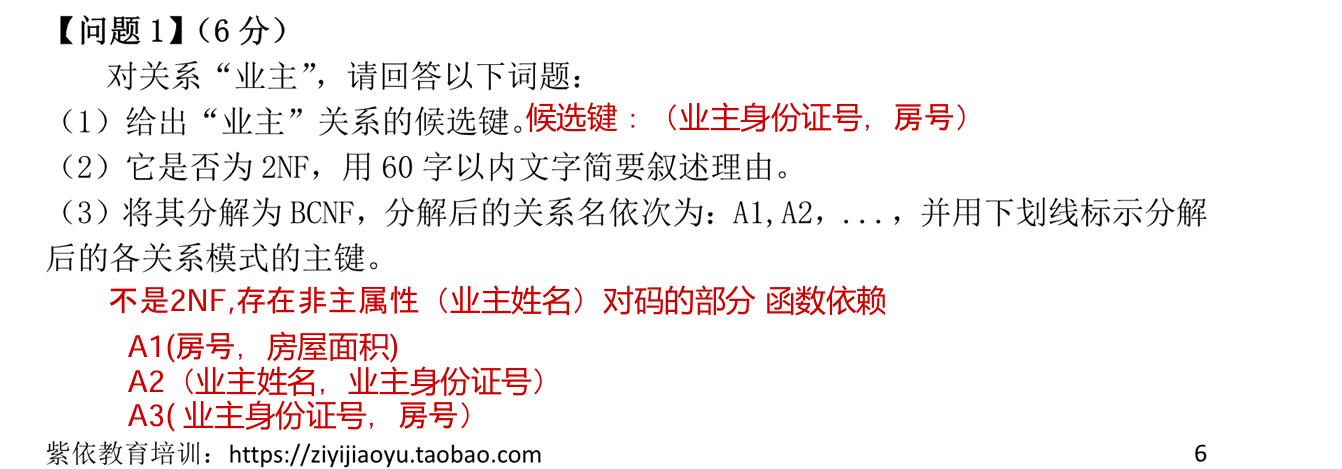 【问题 1】（6 分）
对关系“业主”，请回答以下词题：
（1）给出“业主”关系的候选键。候选键：（业主身份证号，房号）
（2）它是否为 2NF，用 60 字以内文字简要叙述理由。
（3）将其分解为 BCNF，分解后的关系名依次为：A1,A2，...，并用下划线标示分解
后的各关系模式的主键。
不是2NF,存在非主属性（业主姓名）对码的部分 函数依赖
A1(房号，房屋面积)
A2（业主姓名，业主身份证号）
A3( 业主身份证号，房号）
紫依教育培训：https://ziyijiaoyu.taobao.com 6